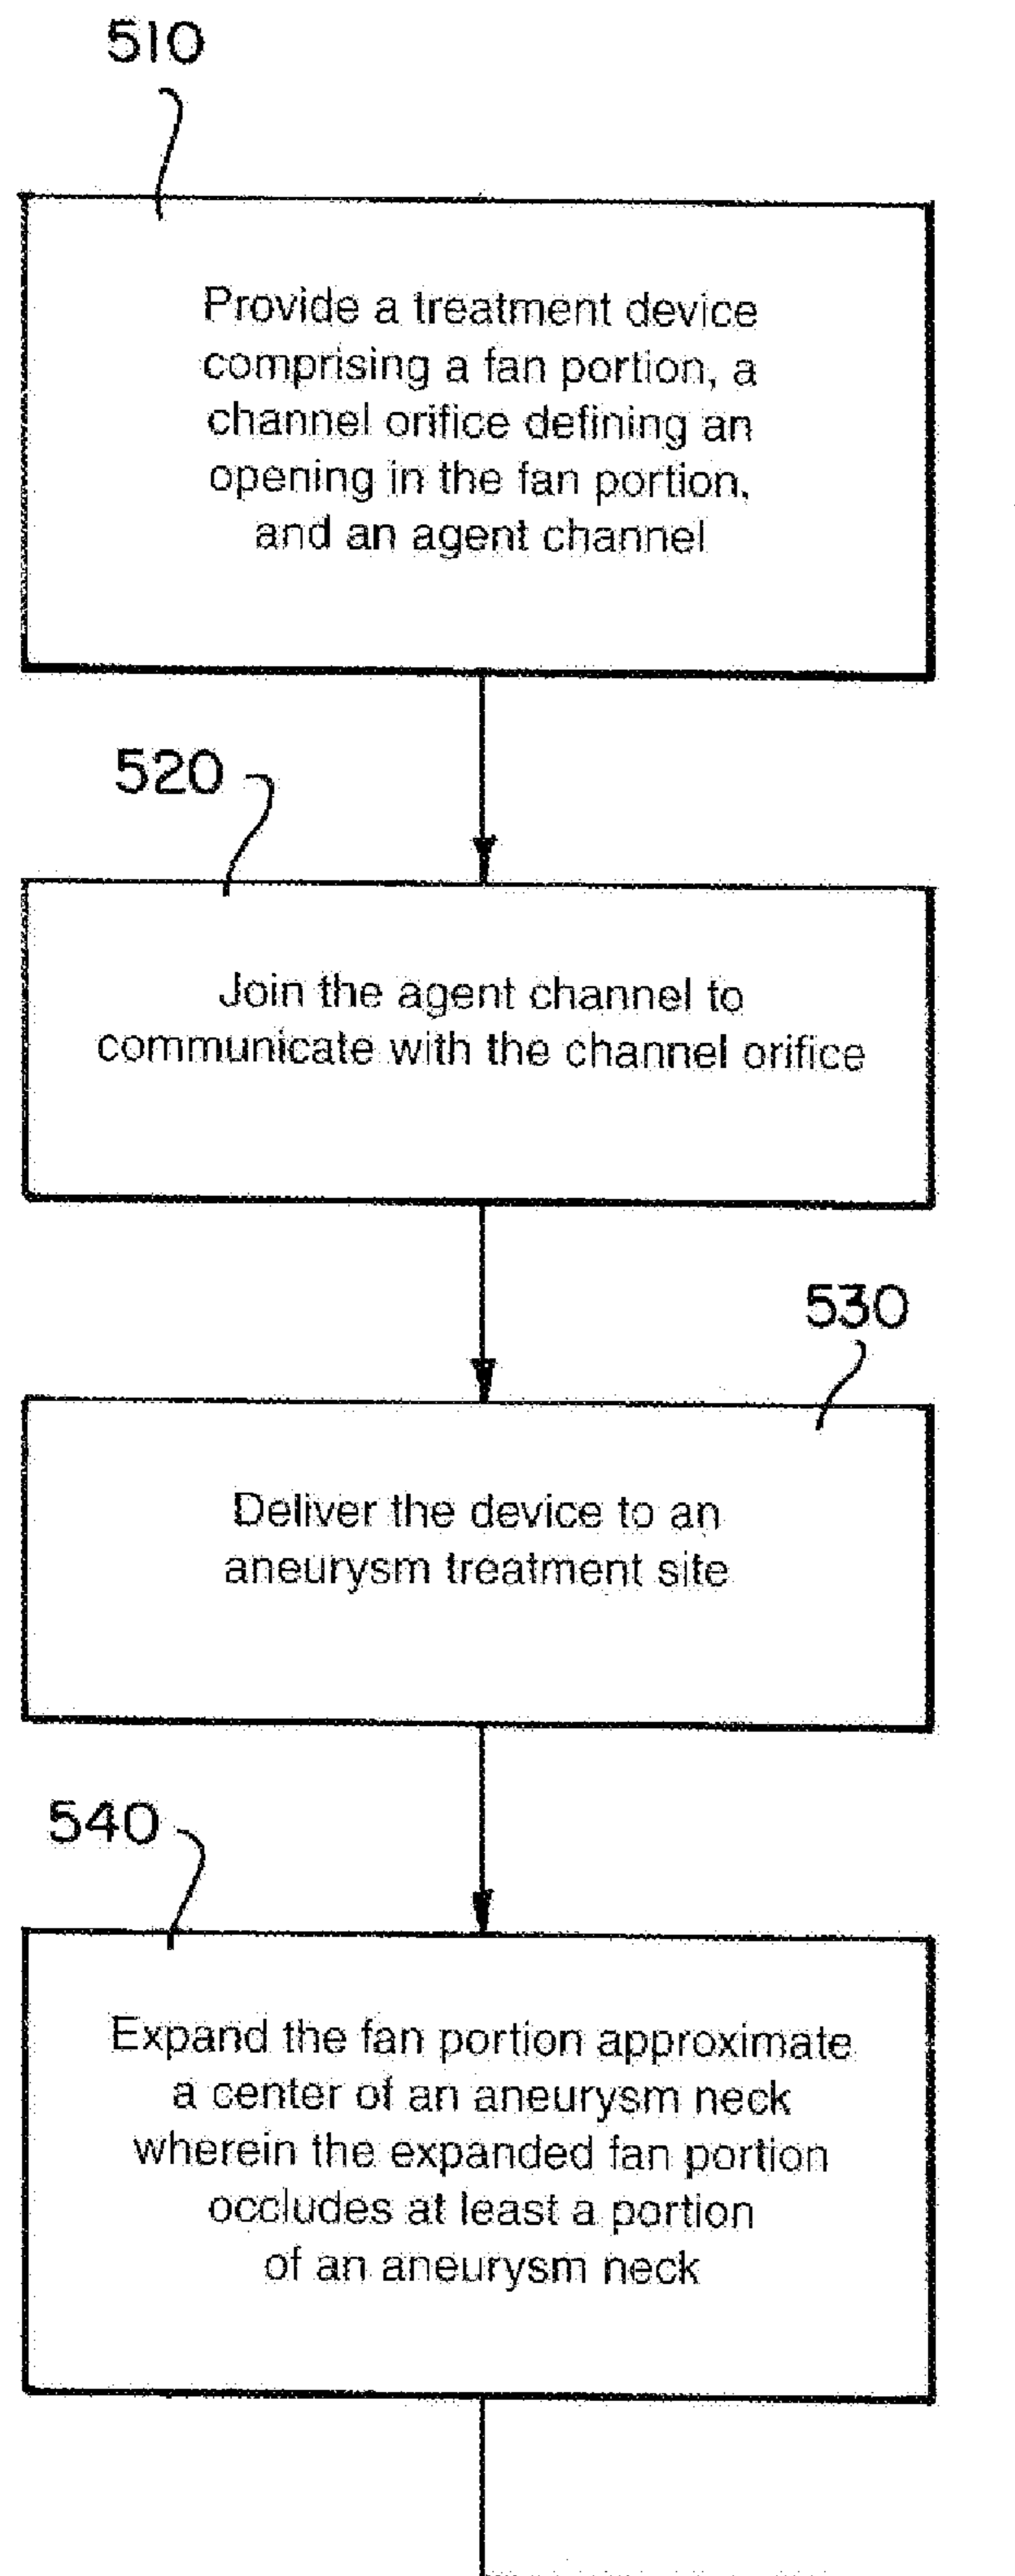 510
Provide a treatment device
comprising a fan portion, a
channel orifice defining an
opening in the fan portion,
and an agent channel
520
Join the agent channel to
communicate with the channel orifice
530
Deliver the device to an
aneurysm treatment site
540
Expand the fan portion approximate
a center of an aneurysm neck
wherein the expanded fan portion
occludes at least a portion
of an aneurysm neck